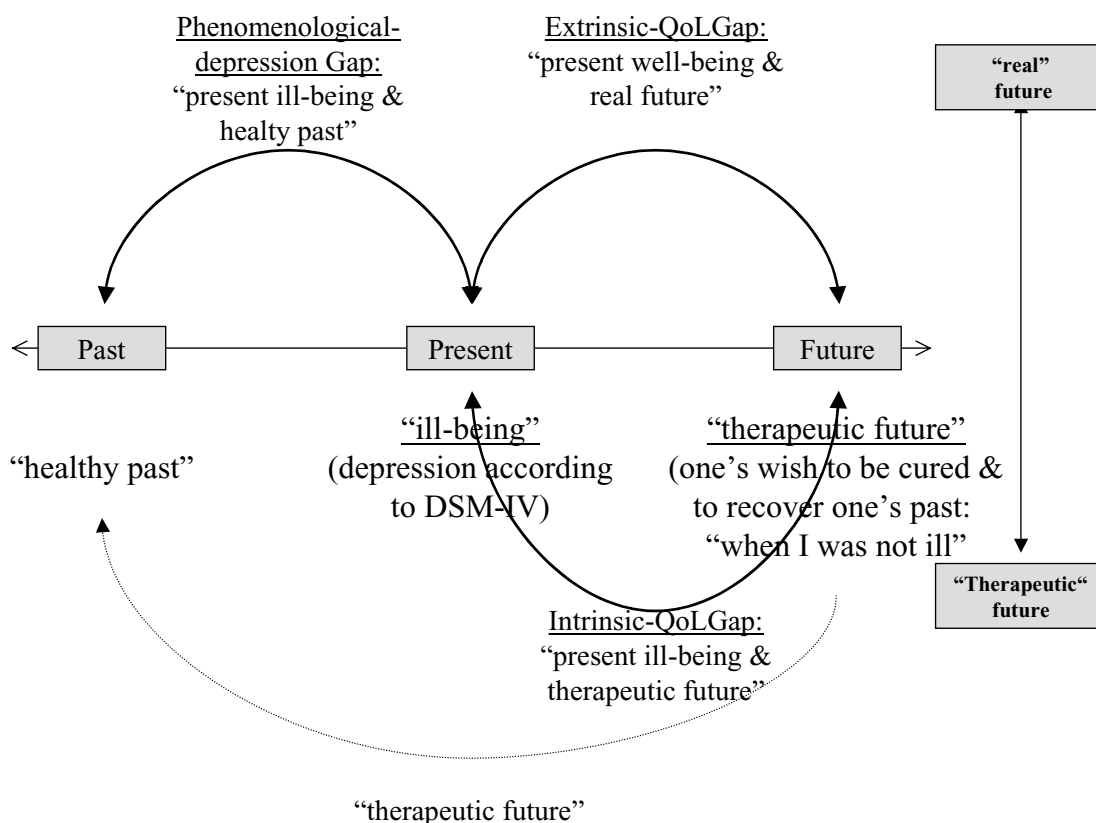 Phenomenological-
depression Gap:
“present ill-being &
healty past”
Extrinsic-QoLGap:
“present well-being &
real future”
“real”
future
Past
Present
Future
“healthy past”
“ill-being”
(depression according
to DSM-IV)
“therapeutic future”
(one’s wish to be cured &
to recover one’s past:
“when I was not ill”
“Therapeutic“
future
Intrinsic-QoLGap:
“present ill-being &
therapeutic future”
“therapeutic future”